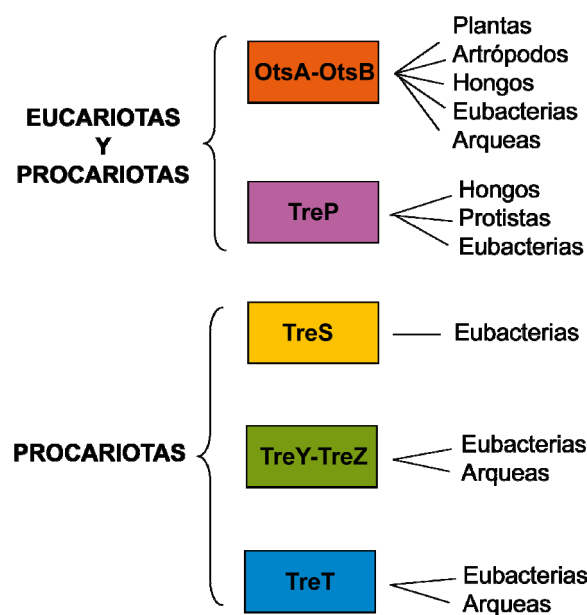 EUCARIOTAS
Y
PROCARIOTAS
OtsA-OtsB
Plantas
Artrópodos
Hongos
Eubacterias
Arqueas
TreP
Hongos
Protistas
Eubacterias
PROCARIOTAS
TreS
Eubacterias
TreY-TreZ
Eubacterias
Arqueas
TreT
Eubacterias
Arqueas